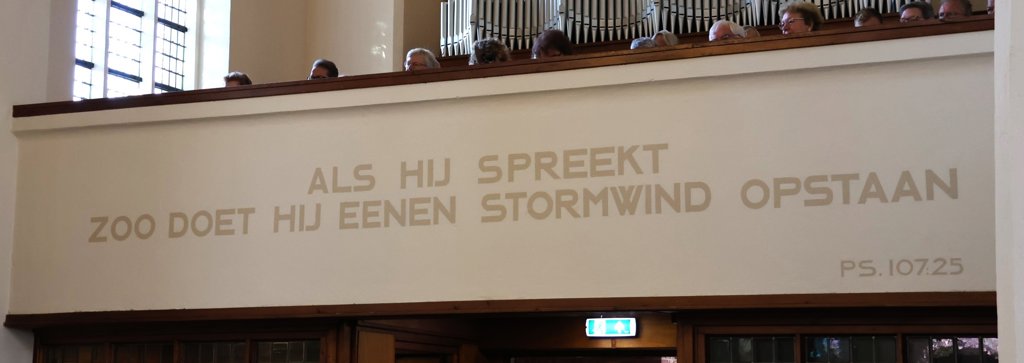 ALS HIJ SPREEKT
ZOO DOET HIJ EENEN STORMWIND OPSTAAN
PS. 107:25